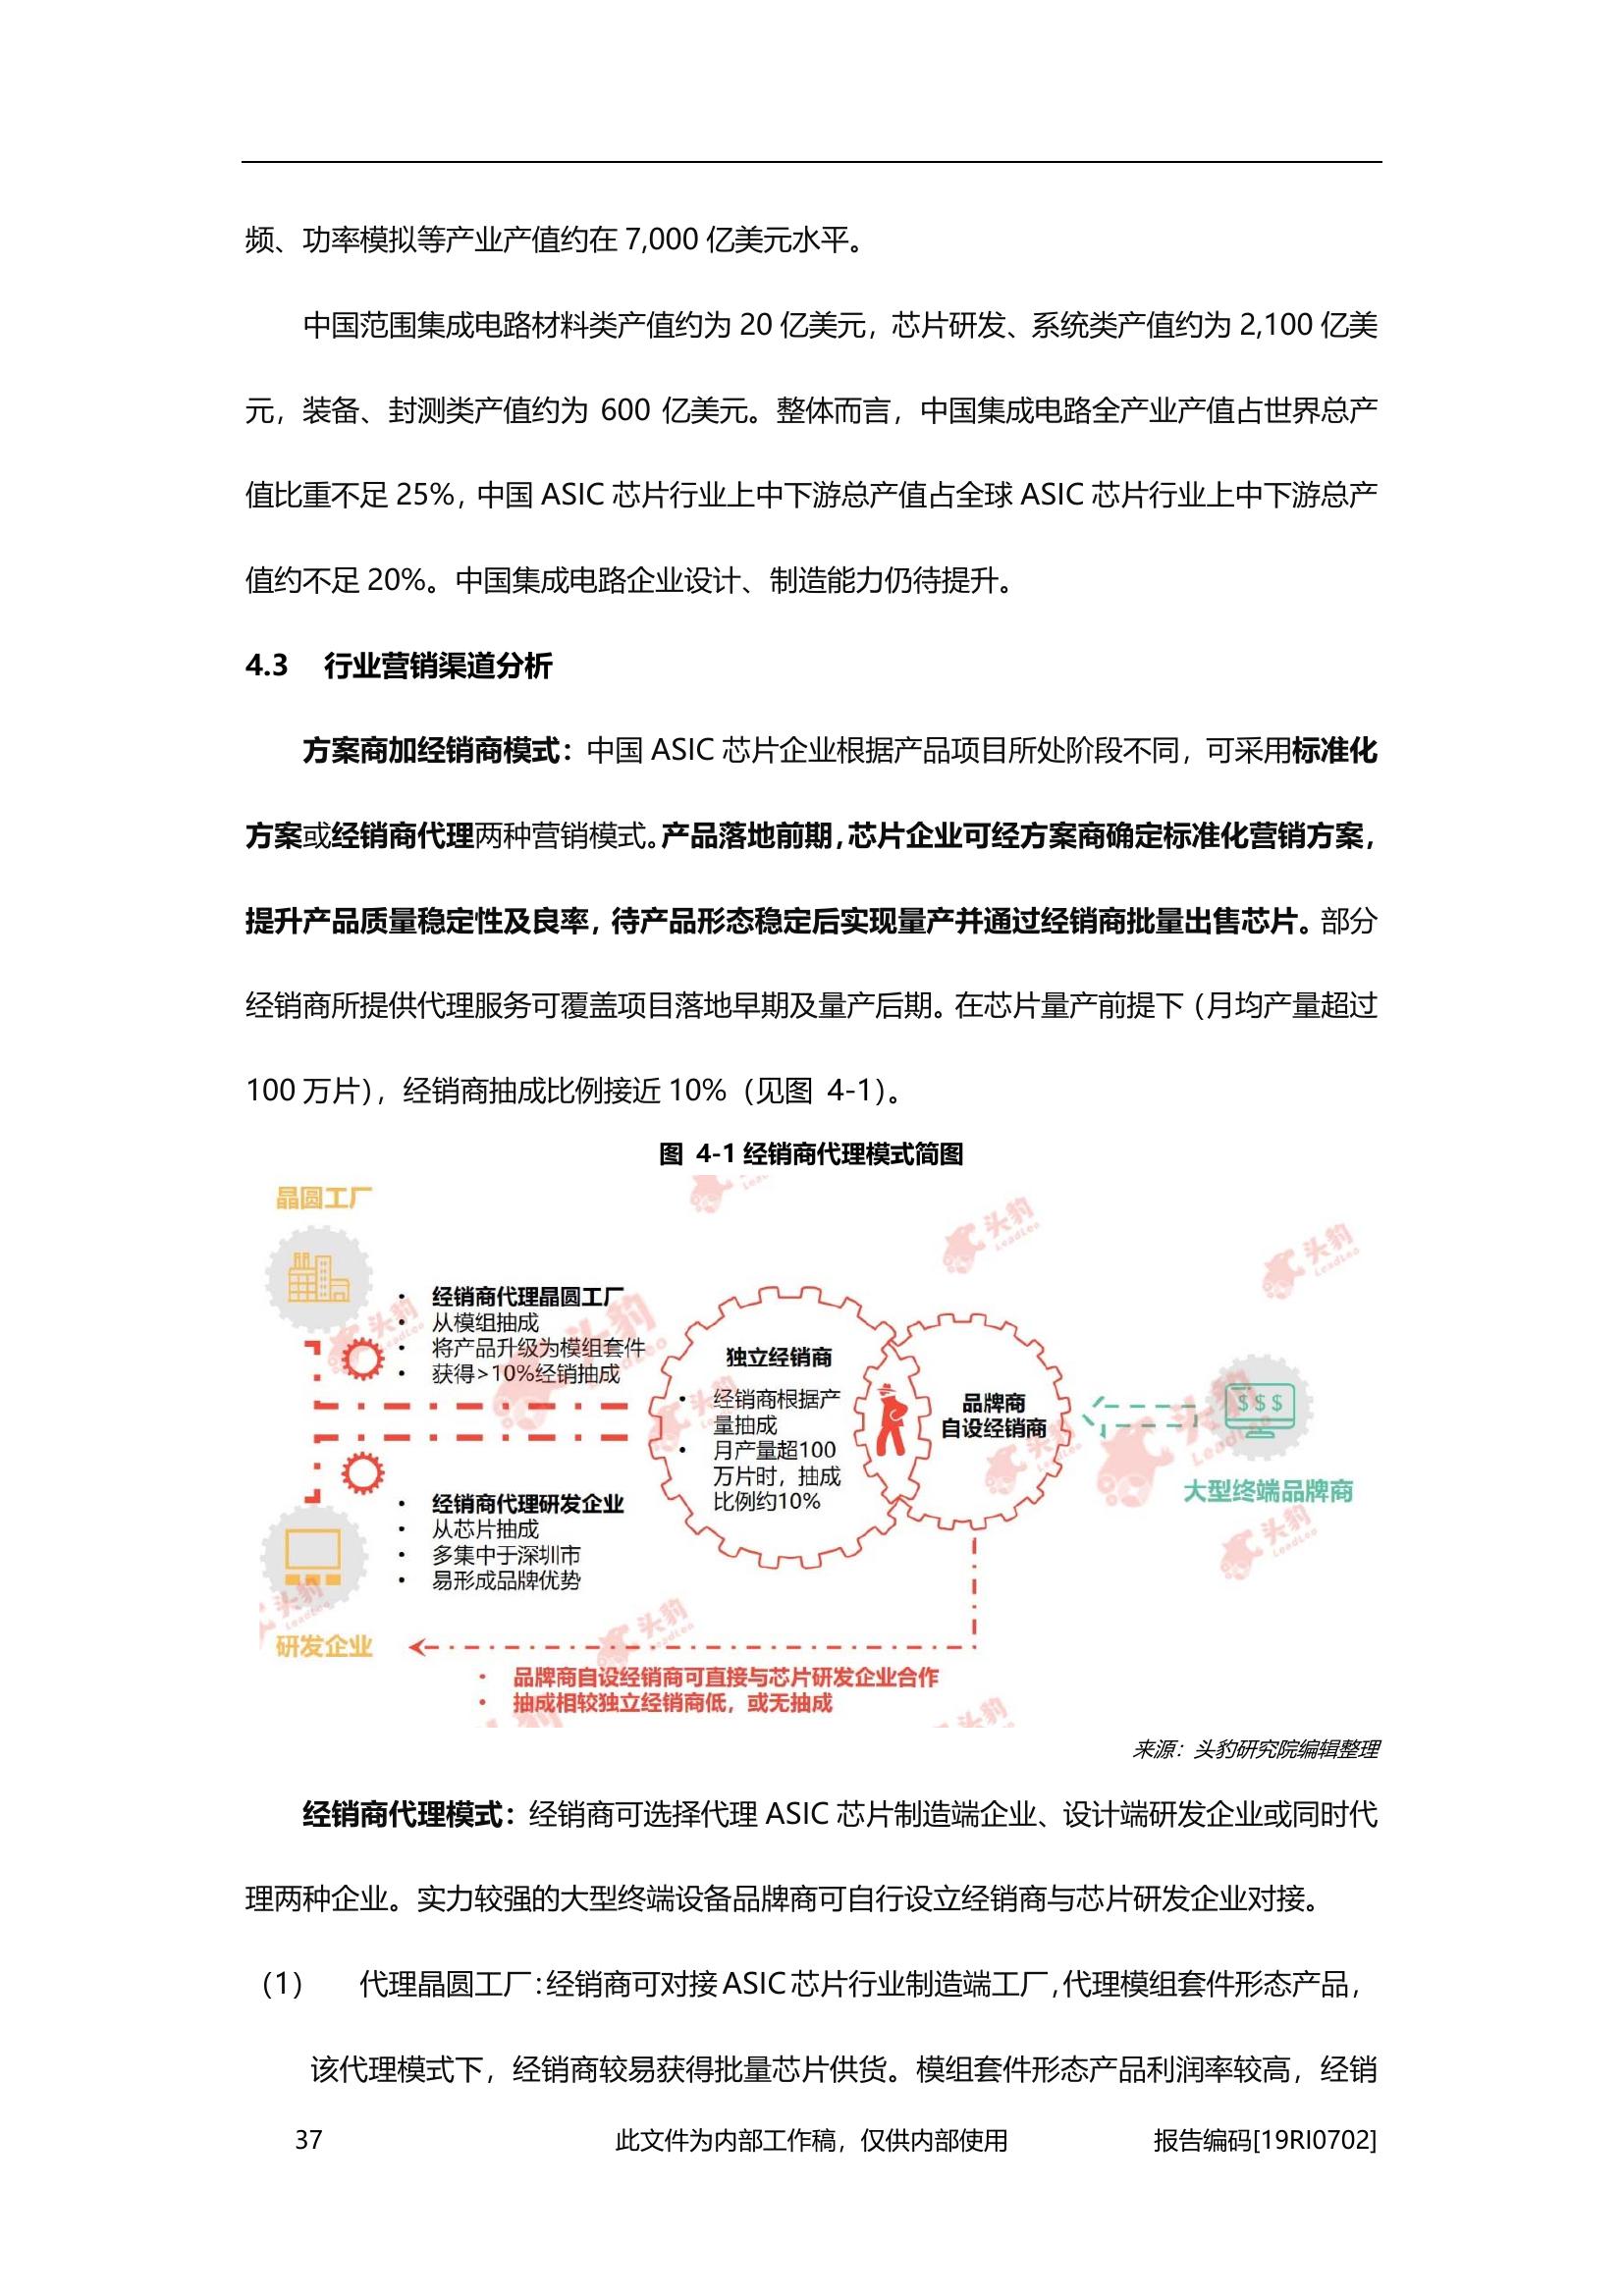 频、功率模拟等产业产值约在 7,000 亿美元水平。
中国范围集成电路材料类产值约为 20 亿美元，芯片研发、系统类产值约为 2,100 亿美
元，装备、封测类产值约为 600 亿美元。整体而言，中国集成电路全产业产值占世界总产
值比重不足 25%，中国 ASIC 芯片行业上中下游总产值占全球 ASIC 芯片行业上中下游总产
值约不足 20%。中国集成电路企业设计、制造能力仍待提升。
4.3 行业营销渠道分析
方案商加经销商模式：中国 ASIC 芯片企业根据产品项目所处阶段不同，可采用标准化
方案或经销商代理两种营销模式。产品落地前期，芯片企业可经方案商确定标准化营销方案，
提升产品质量稳定性及良率，待产品形态稳定后实现量产并通过经销商批量出售芯片。部分
经销商所提供代理服务可覆盖项目落地早期及量产后期。在芯片量产前提下（月均产量超过
100 万片），经销商抽成比例接近 10%（见图 4-1）。
图 4-1 经销商代理模式简图
晶圆工厂
• 经销商代理晶圆工厂
• 从模组抽成
• 将产品升级为模组套件
• 获得>10%经销抽成
独立经销商
• 经销商根据产
量抽成
• 月产量超100
万片时，抽成
比例约10%
品牌商
自设经销商
$$$
大型终端品牌商
• 经销商代理研发企业
• 从芯片抽成
• 多集中于深圳市
• 易形成品牌优势
研发企业
• 品牌商自设经销商可直接与芯片研发企业合作
• 抽成相较独立经销商低，或无抽成
头豹
LeadLeo
来源：头豹研究院编辑整理
经销商代理模式：经销商可选择代理 ASIC 芯片制造端企业、设计端研发企业或同时代
理两种企业。实力较强的大型终端设备品牌商可自行设立经销商与芯片研发企业对接。
（1） 代理晶圆工厂：经销商可对接 ASIC 芯片行业制造端工厂，代理模组套件形态产品，
该代理模式下，经销商较易获得批量芯片供货。模组套件形态产品利润率较高，经销
37 此文件为内部工作稿，仅供内部使用 报告编码[19RI0702]